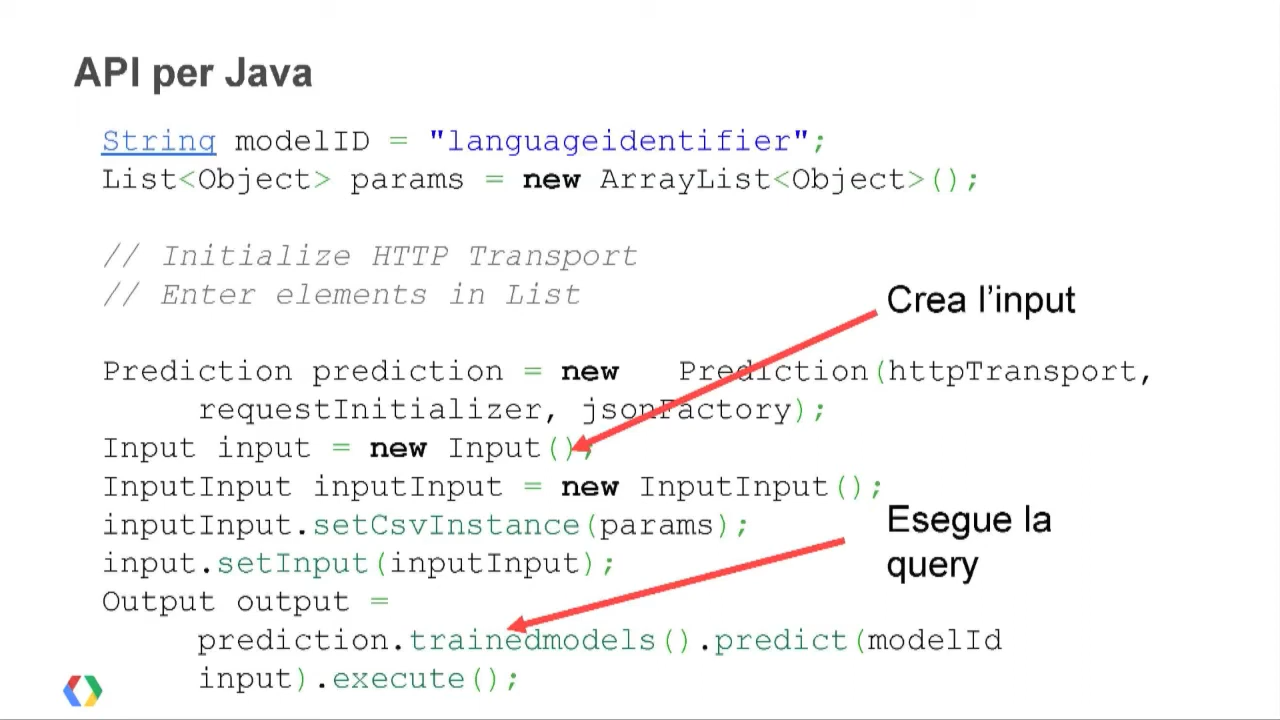 API per Java
String modelID = "languageidentifier";
List<Object> params = new ArrayList<Object>();
// Initialize HTTP Transport
// Enter elements in List
Crea l'input
Prediction prediction = new Prediction(httpTransport,
requestInitializer, jsonFactory);
Input input = new Input();
InputInput inputInput = new InputInput();
inputInput.setCsvInstance(params);
Esegue la
query
input.setInput(inputInput);
Output output =
prediction.trainedmodels().predict(modelId
input).execute();